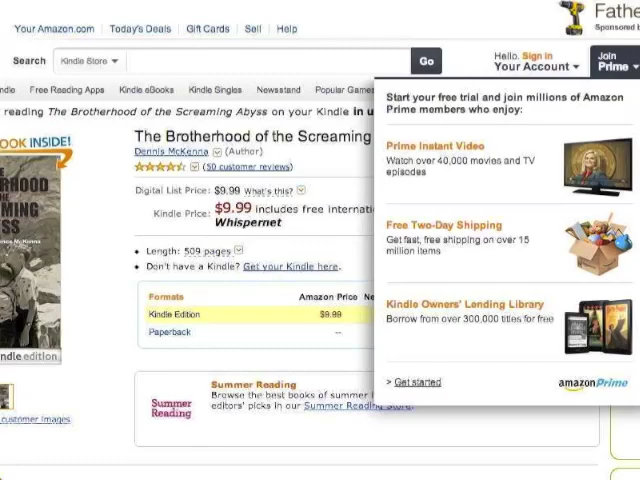 Fathe
Sponsored b
Your Amazon.com Today's Deals Gift Cards Sell Help
Search Kindle Store Go
Hello. Sign in
Your Account
Join
Prime
ndle Free Reading Apps Kindle eBooks Kindle Singles Newsstand Popular Games
reading The Brotherhood of the Screaming Abyss on your Kindle in u
OOK INSIDE!
The Brotherhood of the Screaming
Dennis McKenna (Author)
(50 customer reviews)
Digital List Price: $9.99 What's this?
Kindle Price: $9.99 includes free internati
Whispernet
Length: 509 pages
Don't have a Kindle? Get your Kindle here.
Formats Amazon Price Ne
Kindle Edition $9.99
Paperback --
ndle edition
customer images
Summer Reading
Summer Reading
Browse the best books of summer i
editors' picks in our Summer Reading Store.
Start your free trial and join millions of Amazon
Prime members who enjoy:
Prime Instant Video
Watch over 40,000 movies and TV
episodes
Free Two-Day Shipping
Get fast, free shipping on over 15
million items
Kindle Owners' Lending Library
Borrow from over 300,000 titles for free
> Get started
amazonPrime